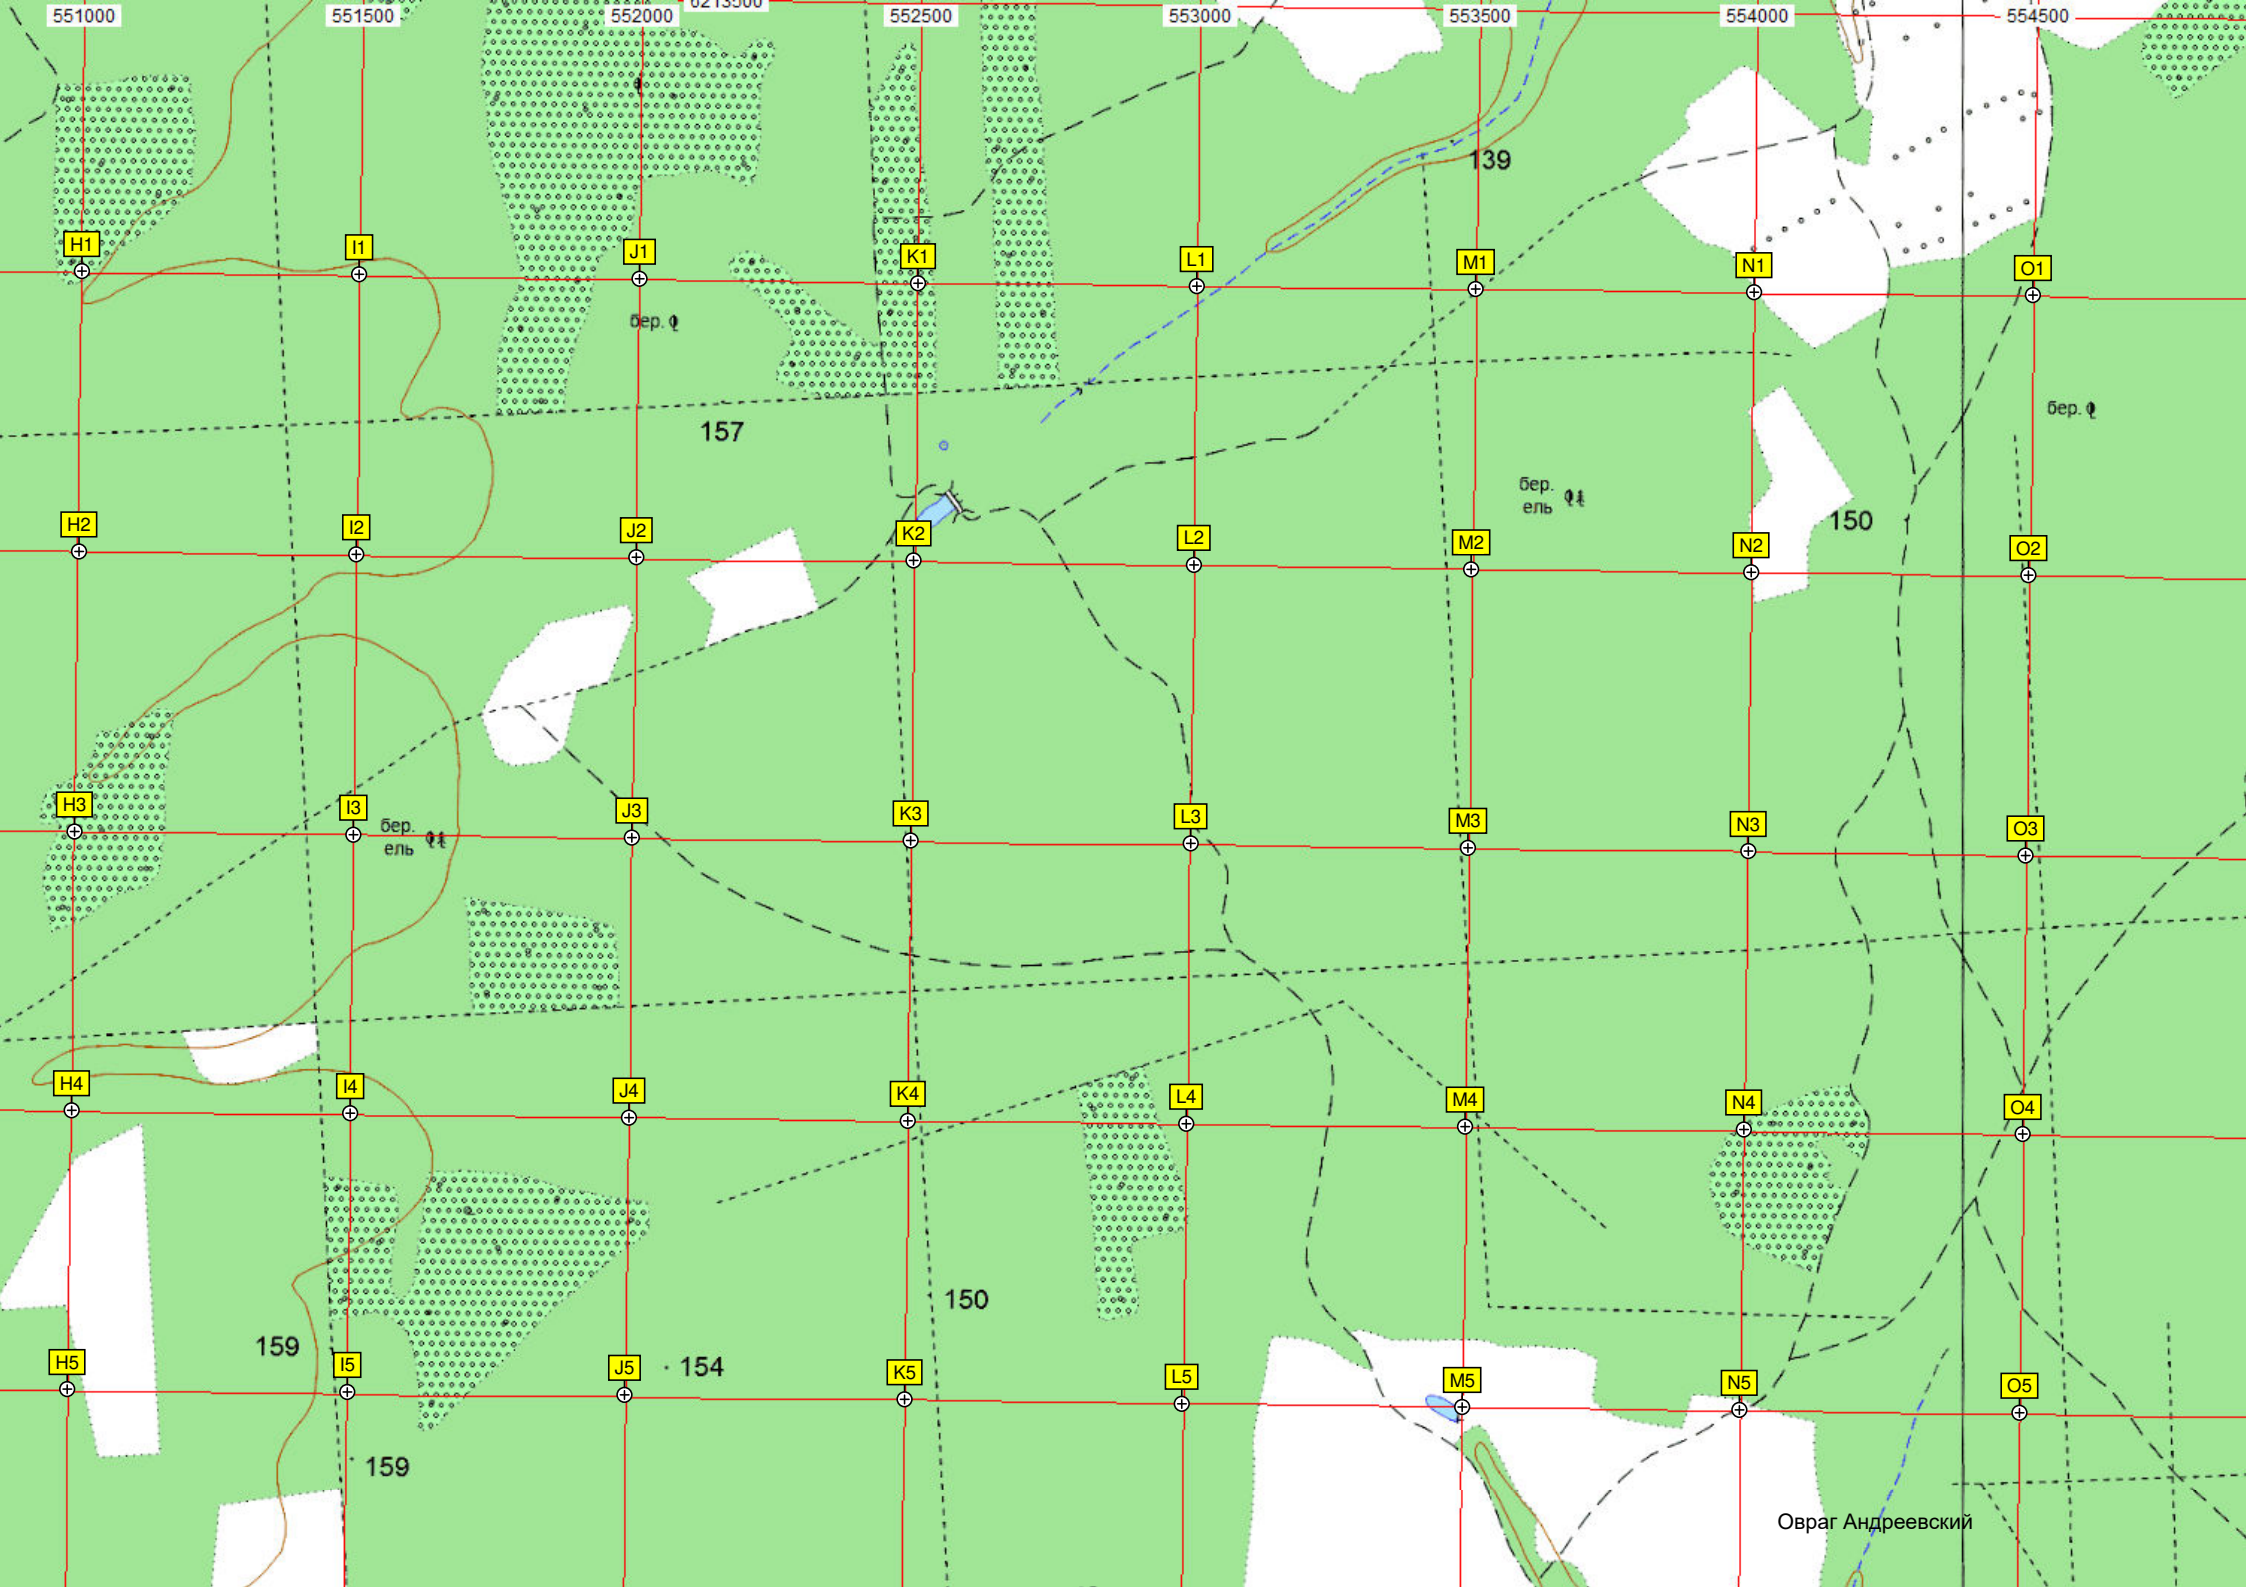 6213500
551000 551500 552000 552500 553000 553500 554000 554500
139
H1 I1 J1 K1 L1 M1 N1 O1
бер.
бер.
157
бер.
ель
150
H2 I2 J2 K2 L2 M2 N2 O2
H3 I3 J3 K3 L3 M3 N3 O3
бер.
ель
H4 I4 J4 K4 L4 M4 N4 O4
150
159
154
H5 I5 J5 K5 L5 M5 N5 O5
159
Овраг Андреевский